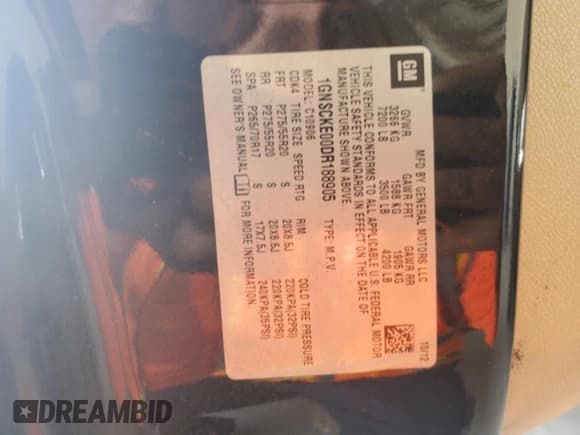 GM
MFD BY GENERAL MOTORS LLC 10/12
GVWR GAWR FRT GAWR RR
3266 KG 1588 KG 1905 KG
7200 LB 3500 LB 4200 LB
THIS VEHICLE CONFORMS TO ALL APPLICABLE U.S. FEDERAL MOTOR
VEHICLE SAFETY STANDARDS IN EFFECT ON THE DATE OF
MANUFACTURE SHOWN ABOVE.
1GNSCKE00DR188905 TYPE: M.P.V.
MODEL: C10906
CDK4 TIRE SIZE SPEED RTG RIM COLD TIRE PRESSURE
FRT P275/55R20 S 20X8.5J 220KPA(32PSI)
RR P275/55R20 S 20X8.5J 220KPA(32PSI)
SPA P265/70R17 S 17X7.5J 240KPA(35PSI)
SEE OWNER'S MANUAL FOR MORE INFORMATION.
DREAMBID